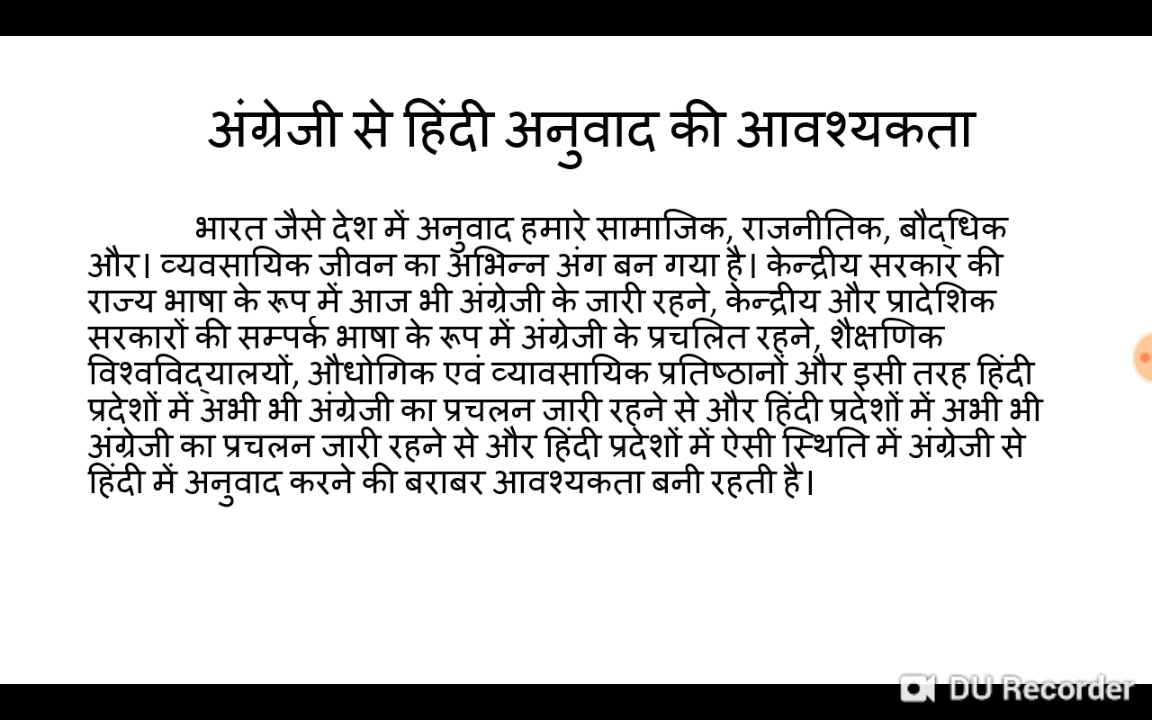 अंग्रेजी से हिंदी अनुवाद की आवश्यकता
भारत जैसे देश में अनुवाद हमारे सामाजिक, राजनीतिक, बौद्धिक
और। व्यवसायिक जीवन का अभिन्न अंग बन गया है। केन्द्रीय सरकार की
राज्य भाषा के रूप में आज भी अंग्रेजी के जारी रहने, केन्द्रीय और प्रादेशिक
सरकारों की सम्पर्क भाषा के रूप में अंग्रेजी के प्रचलित रहने, शैक्षणिक
विश्वविद्यालयों, औधोगिक एवं व्यावसायिक प्रतिष्ठानों और इसी तरह हिंदी
प्रदेशों में अभी भी अंग्रेजी का प्रचलन जारी रहने से और हिंदी प्रदेशों में अभी भी
अंग्रेजी का प्रचलन जारी रहने से और हिंदी प्रदेशों में ऐसी स्थिति में अंग्रेजी से
हिंदी में अनुवाद करने की बराबर आवश्यकता बनी रहती है।
DU Recorder